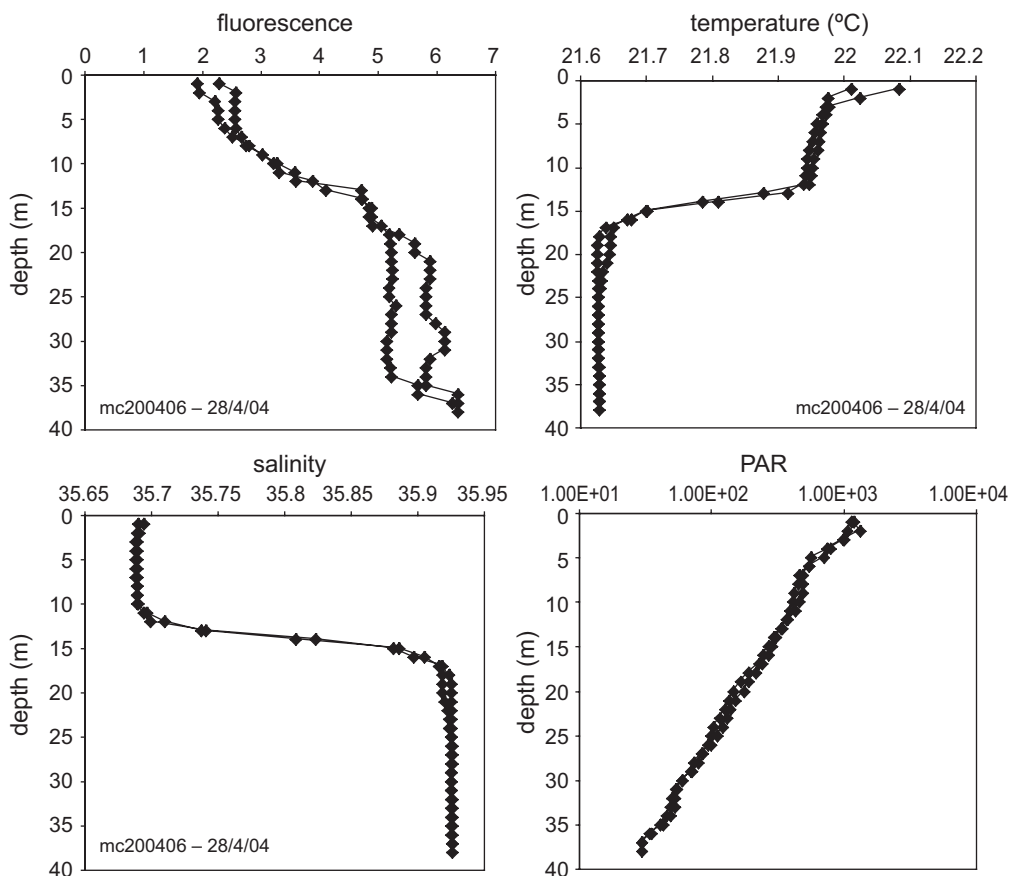 fluorescence
0 1 2 3 4 5 6 7
0
5
10
15
20
25
30
35
40
depth (m)
mc200406 – 28/4/04
temperature (ºC)
21.6 21.7 21.8 21.9 22 22.1 22.2
0
5
10
15
20
25
30
35
40
depth (m)
mc200406 – 28/4/04
salinity
35.65 35.7 35.75 35.8 35.85 35.9 35.95
0
5
10
15
20
25
30
35
40
depth (m)
mc200406 – 28/4/04
PAR
1.00E+01 1.00E+02 1.00E+03 1.00E+04
0
5
10
15
20
25
30
35
40
depth (m)